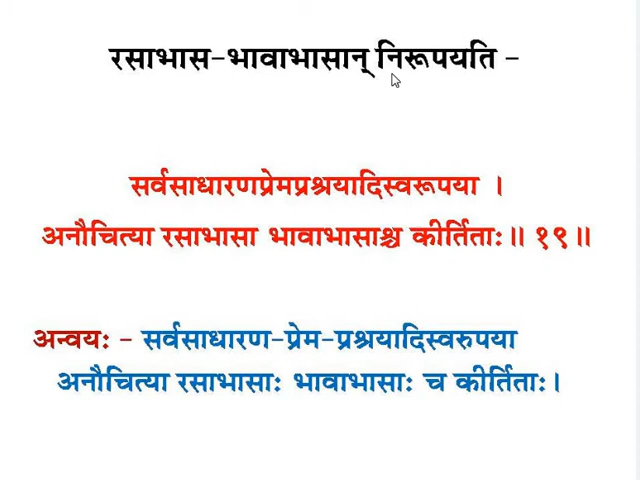 रसाभास-भावाभासान् निरूपयति -
सर्वसाधारणप्रेमप्रश्रयादिस्वरूपया ।
अनौचित्या रसाभासा भावाभासाश्च कीर्तिताः॥ १९॥
अन्वयः - सर्वसाधारण-प्रेम-प्रश्रयादिस्वरुपया
अनौचित्या रसाभासाः भावाभासाः च कीर्तिताः।